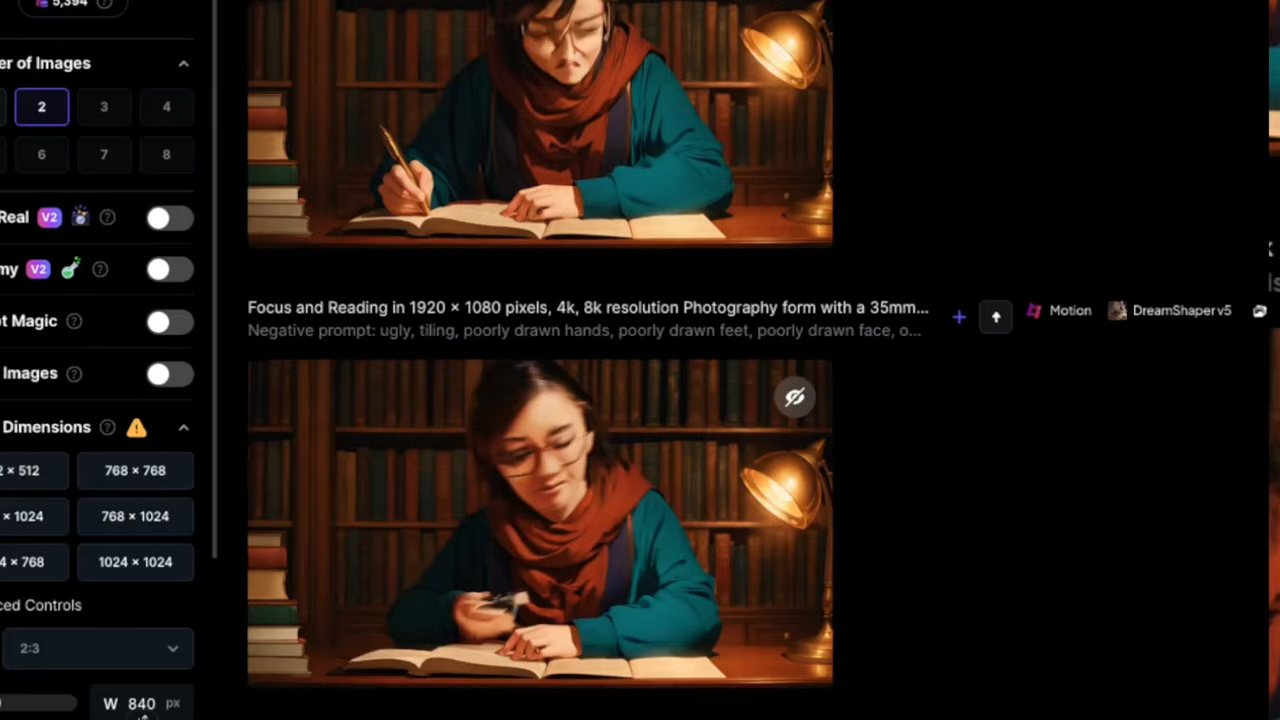 5,394
er of Images
2 3 4
6 7 8
Real V2
my V2
t Magic
Images
Dimensions
2 × 512 768 × 768
× 1024 768 × 1024
4 × 768 1024 × 1024
ced Controls
2:3
W 840 px
Focus and Reading in 1920 × 1080 pixels, 4k, 8k resolution Photography form with a 35mm...
Negative prompt: ugly, tiling, poorly drawn hands, poorly drawn feet, poorly drawn face, o...
Motion DreamShaper v5